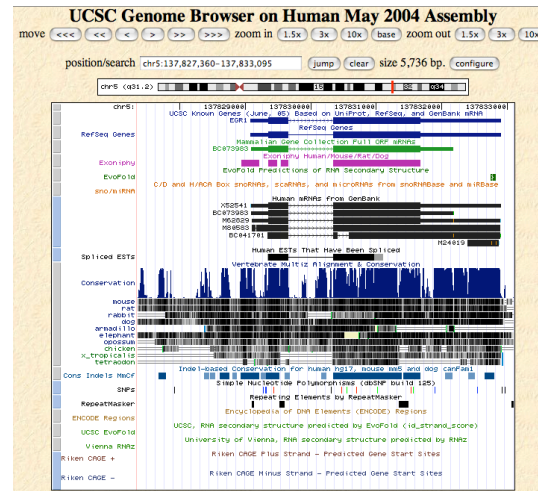 UCSC Genome Browser on Human May 2004 Assembly
move <<< << < > >> >>> zoom in 1.5x 3x 10x base zoom out 1.5x 3x 10x
position/search chr5:137,827,360-137,833,095 jump clear size 5,736 bp. configure
chr5 (q31.2) 15 32 q34
chr5: 137829000 137830000 137831000 137832000 137833000
UCSC Known Genes (June, 05) Based on UniProt, RefSeq, and GenBank mRNA
EGR1
RefSeq Genes
RefSeq Genes
Mammalian Gene Collection Full ORF mRNAs
BC073983
Exoniphy Human/Mouse/Rat/Dog
Exoniphy
EvoFold Predictions of RNA Secondary Structure
EvoFold
C/D and H/ACA Box snoRNAs, scaRNAs, and microRNAs from snoRNABase and miRBase
sno/miRNA
Human mRNAs from GenBank
X52541
BC073983
M62829
M80583
BC041701
M24019
Human ESTs That Have Been Spliced
Spliced ESTs
Vertebrate Multiz Alignment & Conservation
Conservation
mouse
rat
rabbit
dog
armadillo
elephant
opossum
chicken
x_tropicalis
tetraodon
Indel-based Conservation for human hg17, mouse mm5 and dog canFam1
Cons Indels MmCf
Simple Nucleotide Polymorphisms (dbSNP build 125)
SNPs
Repeating Elements by RepeatMasker
RepeatMasker
Encyclopedia of DNA Elements (ENCODE) Regions
ENCODE Regions
UCSC, RNA secondary structure predicted by EvoFold (id_strand_score)
UCSC EvoFold
University of Vienna, RNA secondary structure predicted by RNAz
Vienna RNAz
Riken CAGE Plus Strand - Predicted Gene Start Sites
Riken CAGE +
Riken CAGE Minus Strand - Predicted Gene Start Sites
Riken CAGE -